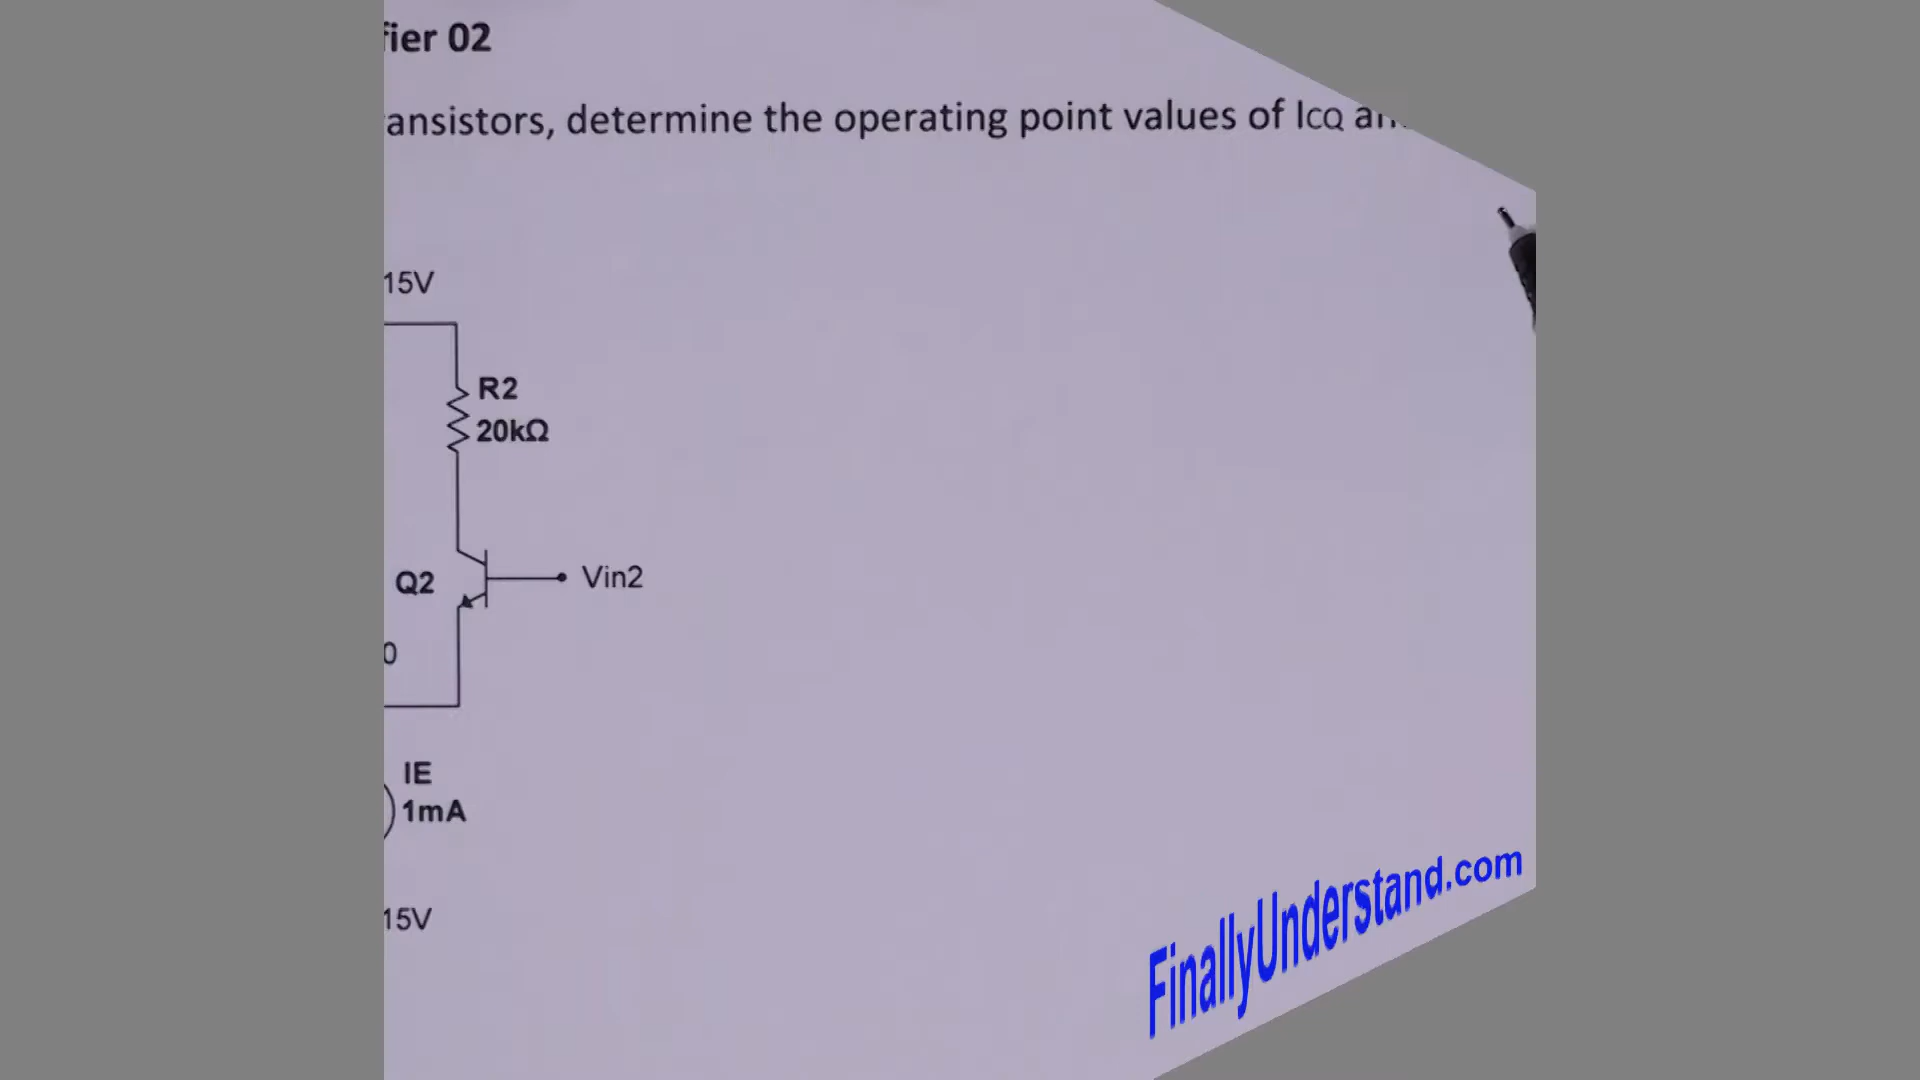 fier 02
ansistors, determine the operating point values of ICQ
15V
R2
20kΩ
Q2
Vin2
0
IE
1mA
15V
FinallyUnderstand.com